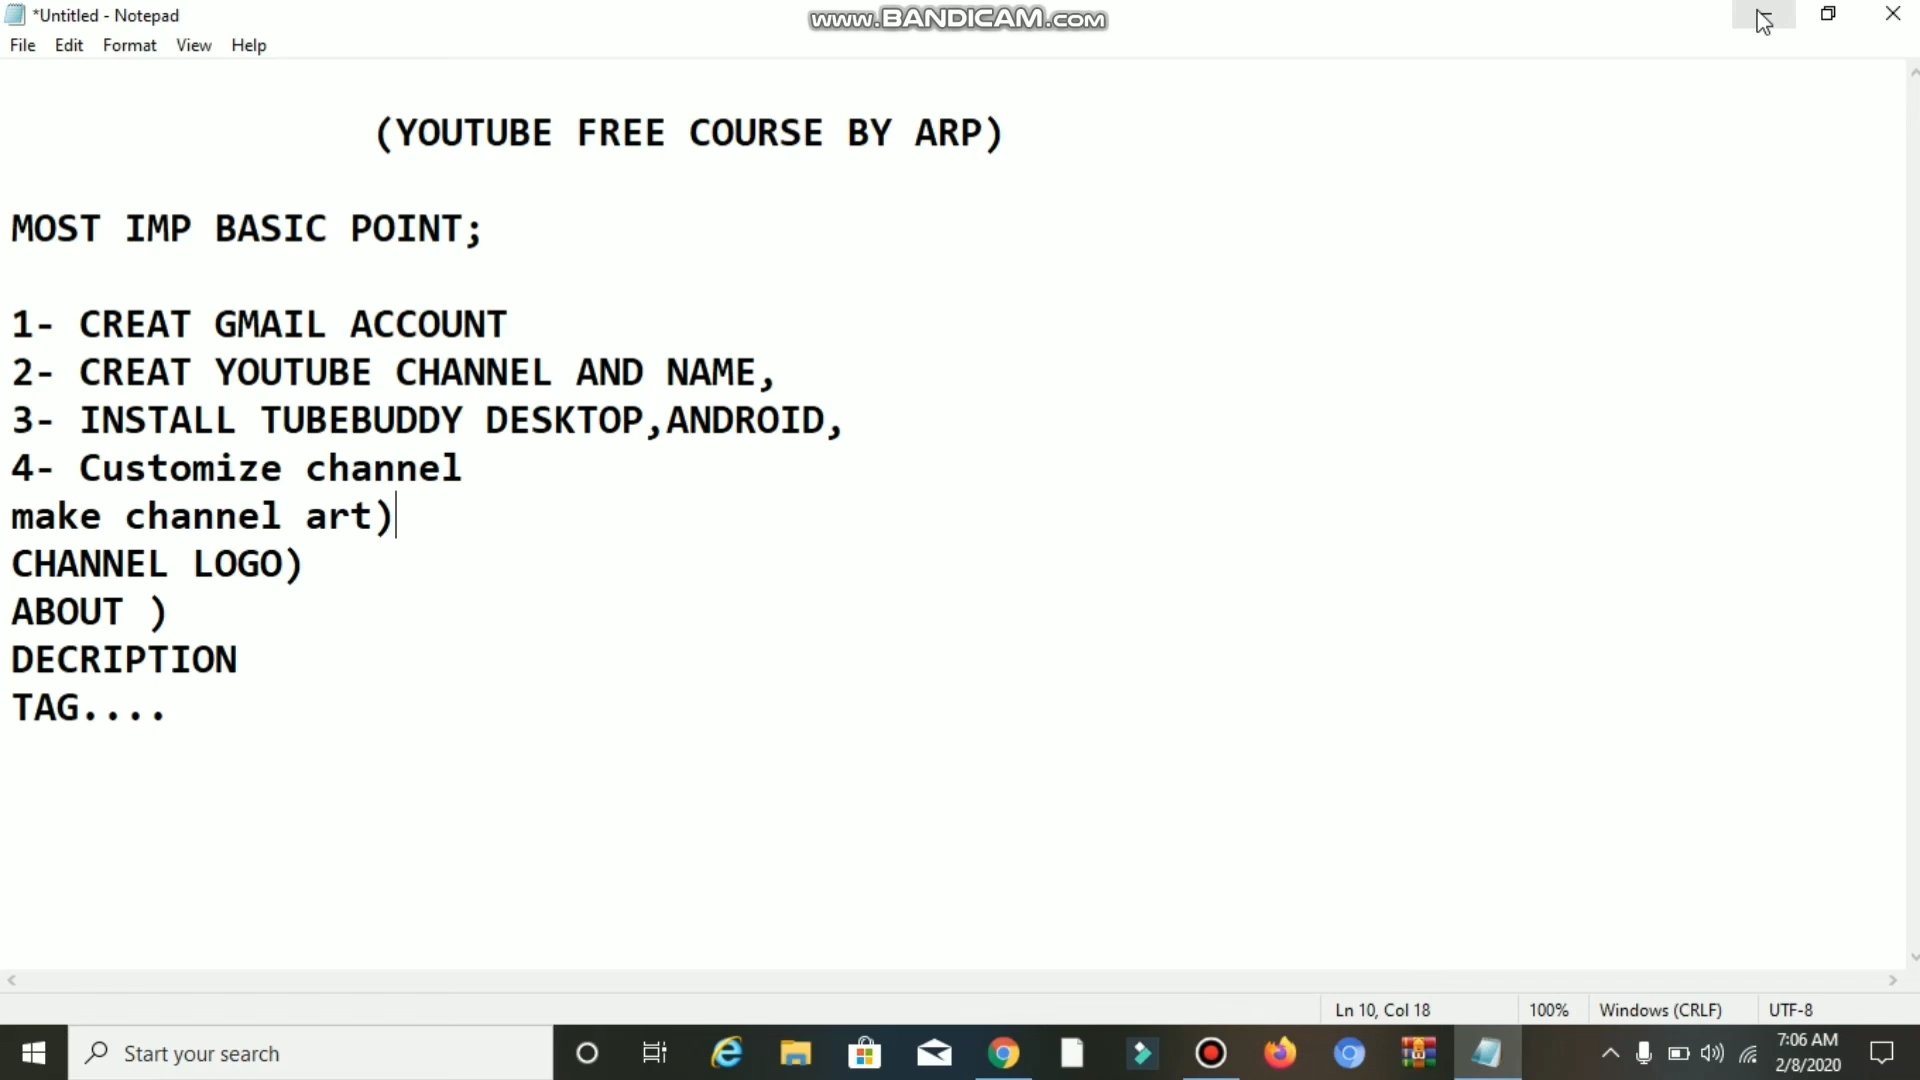 *Untitled - Notepad
www.BANDICAM.com
File Edit Format View Help
(YOUTUBE FREE COURSE BY ARP)
MOST IMP BASIC POINT;
1- CREAT GMAIL ACCOUNT
2- CREAT YOUTUBE CHANNEL AND NAME,
3- INSTALL TUBEBUDDY DESKTOP,ANDROID,
4- Customize channel
make channel art)
CHANNEL LOGO)
ABOUT )
DECRIPTION
TAG....
Ln 10, Col 18 100% Windows (CRLF) UTF-8
Start your search
7:06 AM
2/8/2020